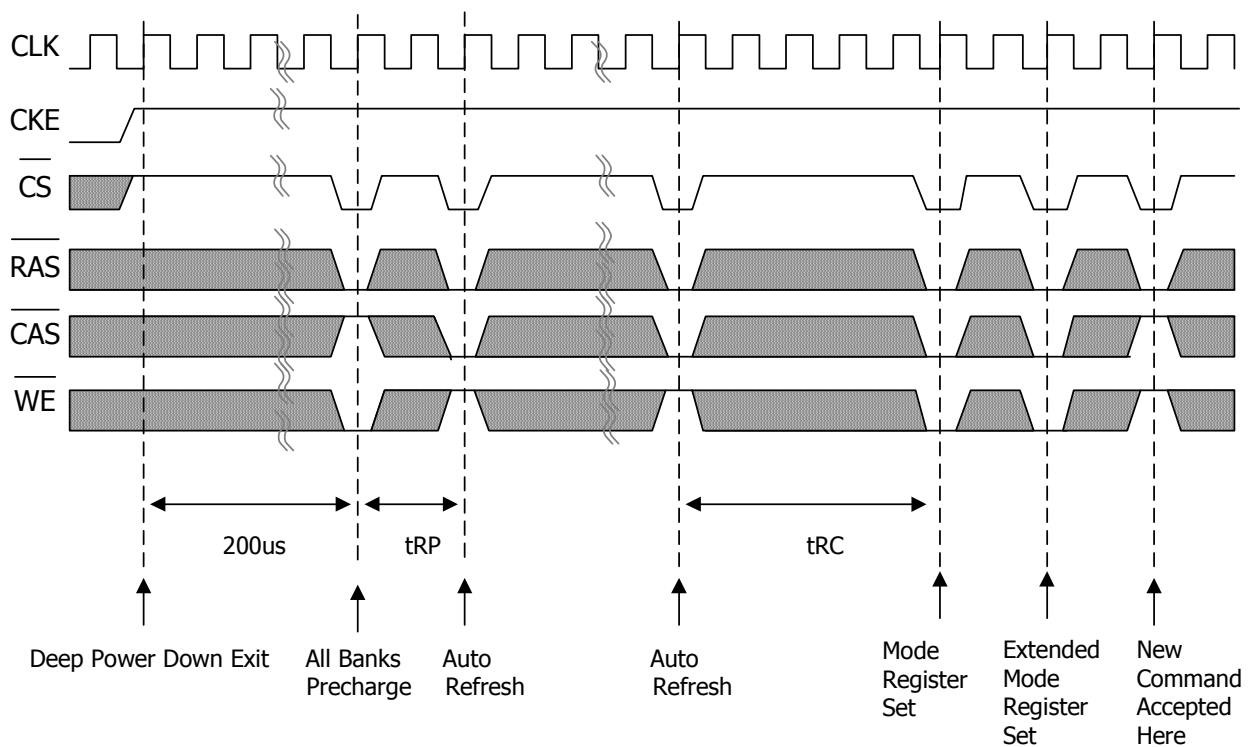 CLK
CKE
CS
RAS
CAS
WE
200us
tRP
tRC
Deep Power Down Exit
All Banks
Precharge
Auto
Refresh
Auto
Refresh
Mode
Register
Set
Extended
Mode
Register
Set
New
Command
Accepted
Here